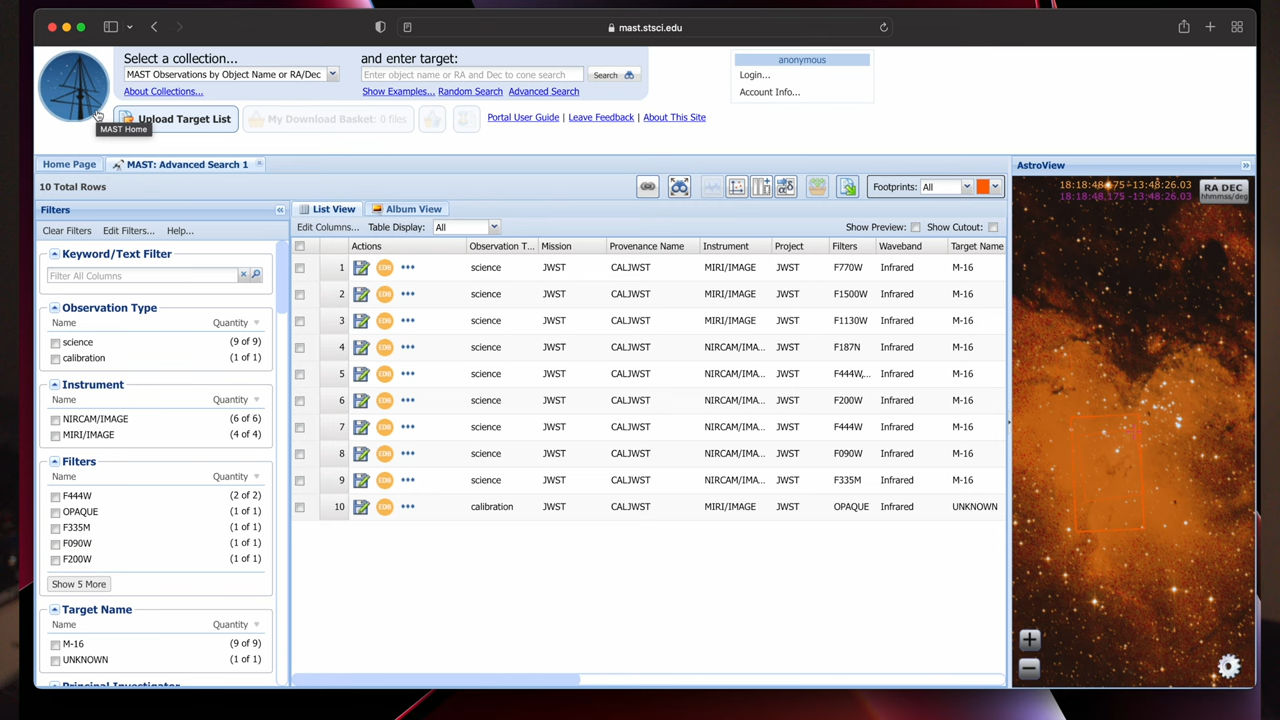 mast.stsci.edu
Select a collection...
and enter target:
anonymous
MAST Observations by Object Name or RA/Dec
Enter object name or RA and Dec to cone search
Search
Login...
About Collections...
Show Examples... Random Search Advanced Search
Account Info...
Upload Target List
My Download Basket: 0 files
Portal User Guide | Leave Feedback | About This Site
MAST Home
Home Page
MAST: Advanced Search 1
AstroView
10 Total Rows
Footprints: All
18:18:48.175 -13:48:26.03
18:18:48.175 -13:48:26.03
RA DEC
hhmmss/deg
Filters
List View
Album View
Clear Filters Edit Filters... Help...
Edit Columns... Table Display: All
Show Preview: Show Cutout:
Actions Observation T... Mission Provenance Name Instrument Project Filters Waveband Target Name
1 EDB ••• science JWST CALJWST MIRI/IMAGE JWST F770W Infrared M-16
2 EDB ••• science JWST CALJWST MIRI/IMAGE JWST F1500W Infrared M-16
3 EDB ••• science JWST CALJWST MIRI/IMAGE JWST F1130W Infrared M-16
4 EDB ••• science JWST CALJWST NIRCAM/IMA... JWST F187N Infrared M-16
5 EDB ••• science JWST CALJWST NIRCAM/IMA... JWST F444W,... Infrared M-16
6 EDB ••• science JWST CALJWST NIRCAM/IMA... JWST F200W Infrared M-16
7 EDB ••• science JWST CALJWST NIRCAM/IMA... JWST F444W Infrared M-16
8 EDB ••• science JWST CALJWST NIRCAM/IMA... JWST F090W Infrared M-16
9 EDB ••• science JWST CALJWST NIRCAM/IMA... JWST F335M Infrared M-16
10 EDB ••• calibration JWST CALJWST MIRI/IMAGE JWST OPAQUE Infrared UNKNOWN
Keyword/Text Filter
Filter All Columns
Observation Type
Name Quantity
science (9 of 9)
calibration (1 of 1)
Instrument
Name Quantity
NIRCAM/IMAGE (6 of 6)
MIRI/IMAGE (4 of 4)
Filters
Name Quantity
F444W (2 of 2)
OPAQUE (1 of 1)
F335M (1 of 1)
F090W (1 of 1)
F200W (1 of 1)
Show 5 More
Target Name
Name Quantity
M-16 (9 of 9)
UNKNOWN (1 of 1)
Principal Investigator